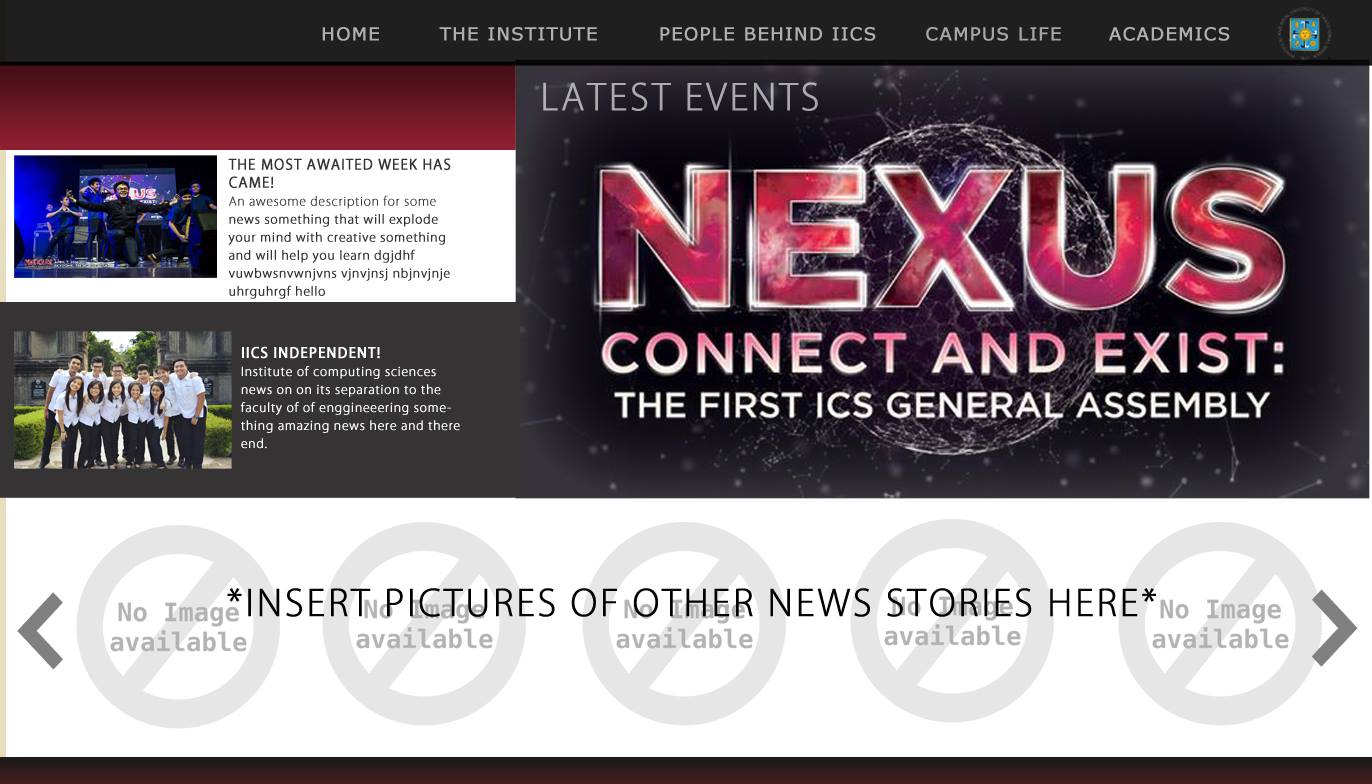 HOME THE INSTITUTE PEOPLE BEHIND IICS CAMPUS LIFE ACADEMICS
LATEST EVENTS
THE MOST AWAITED WEEK HAS
CAME!
An awesome description for some
news something that will explode
your mind with creative something
and will help you learn dgjdhf
vuwbwsnvwnjvns vjnvjnsj nbjnvjnje
uhrguhrgf hello
IICS INDEPENDENT!
Institute of computing sciences
news on on its separation to the
faculty of of enggineeering some-
thing amazing news here and there
end.
NEXUS
CONNECT AND EXIST:
THE FIRST ICS GENERAL ASSEMBLY
*INSERT PICTURES OF OTHER NEWS STORIES HERE*
No Image
available
No Image
available
No Image
available
No Image
available
No Image
available